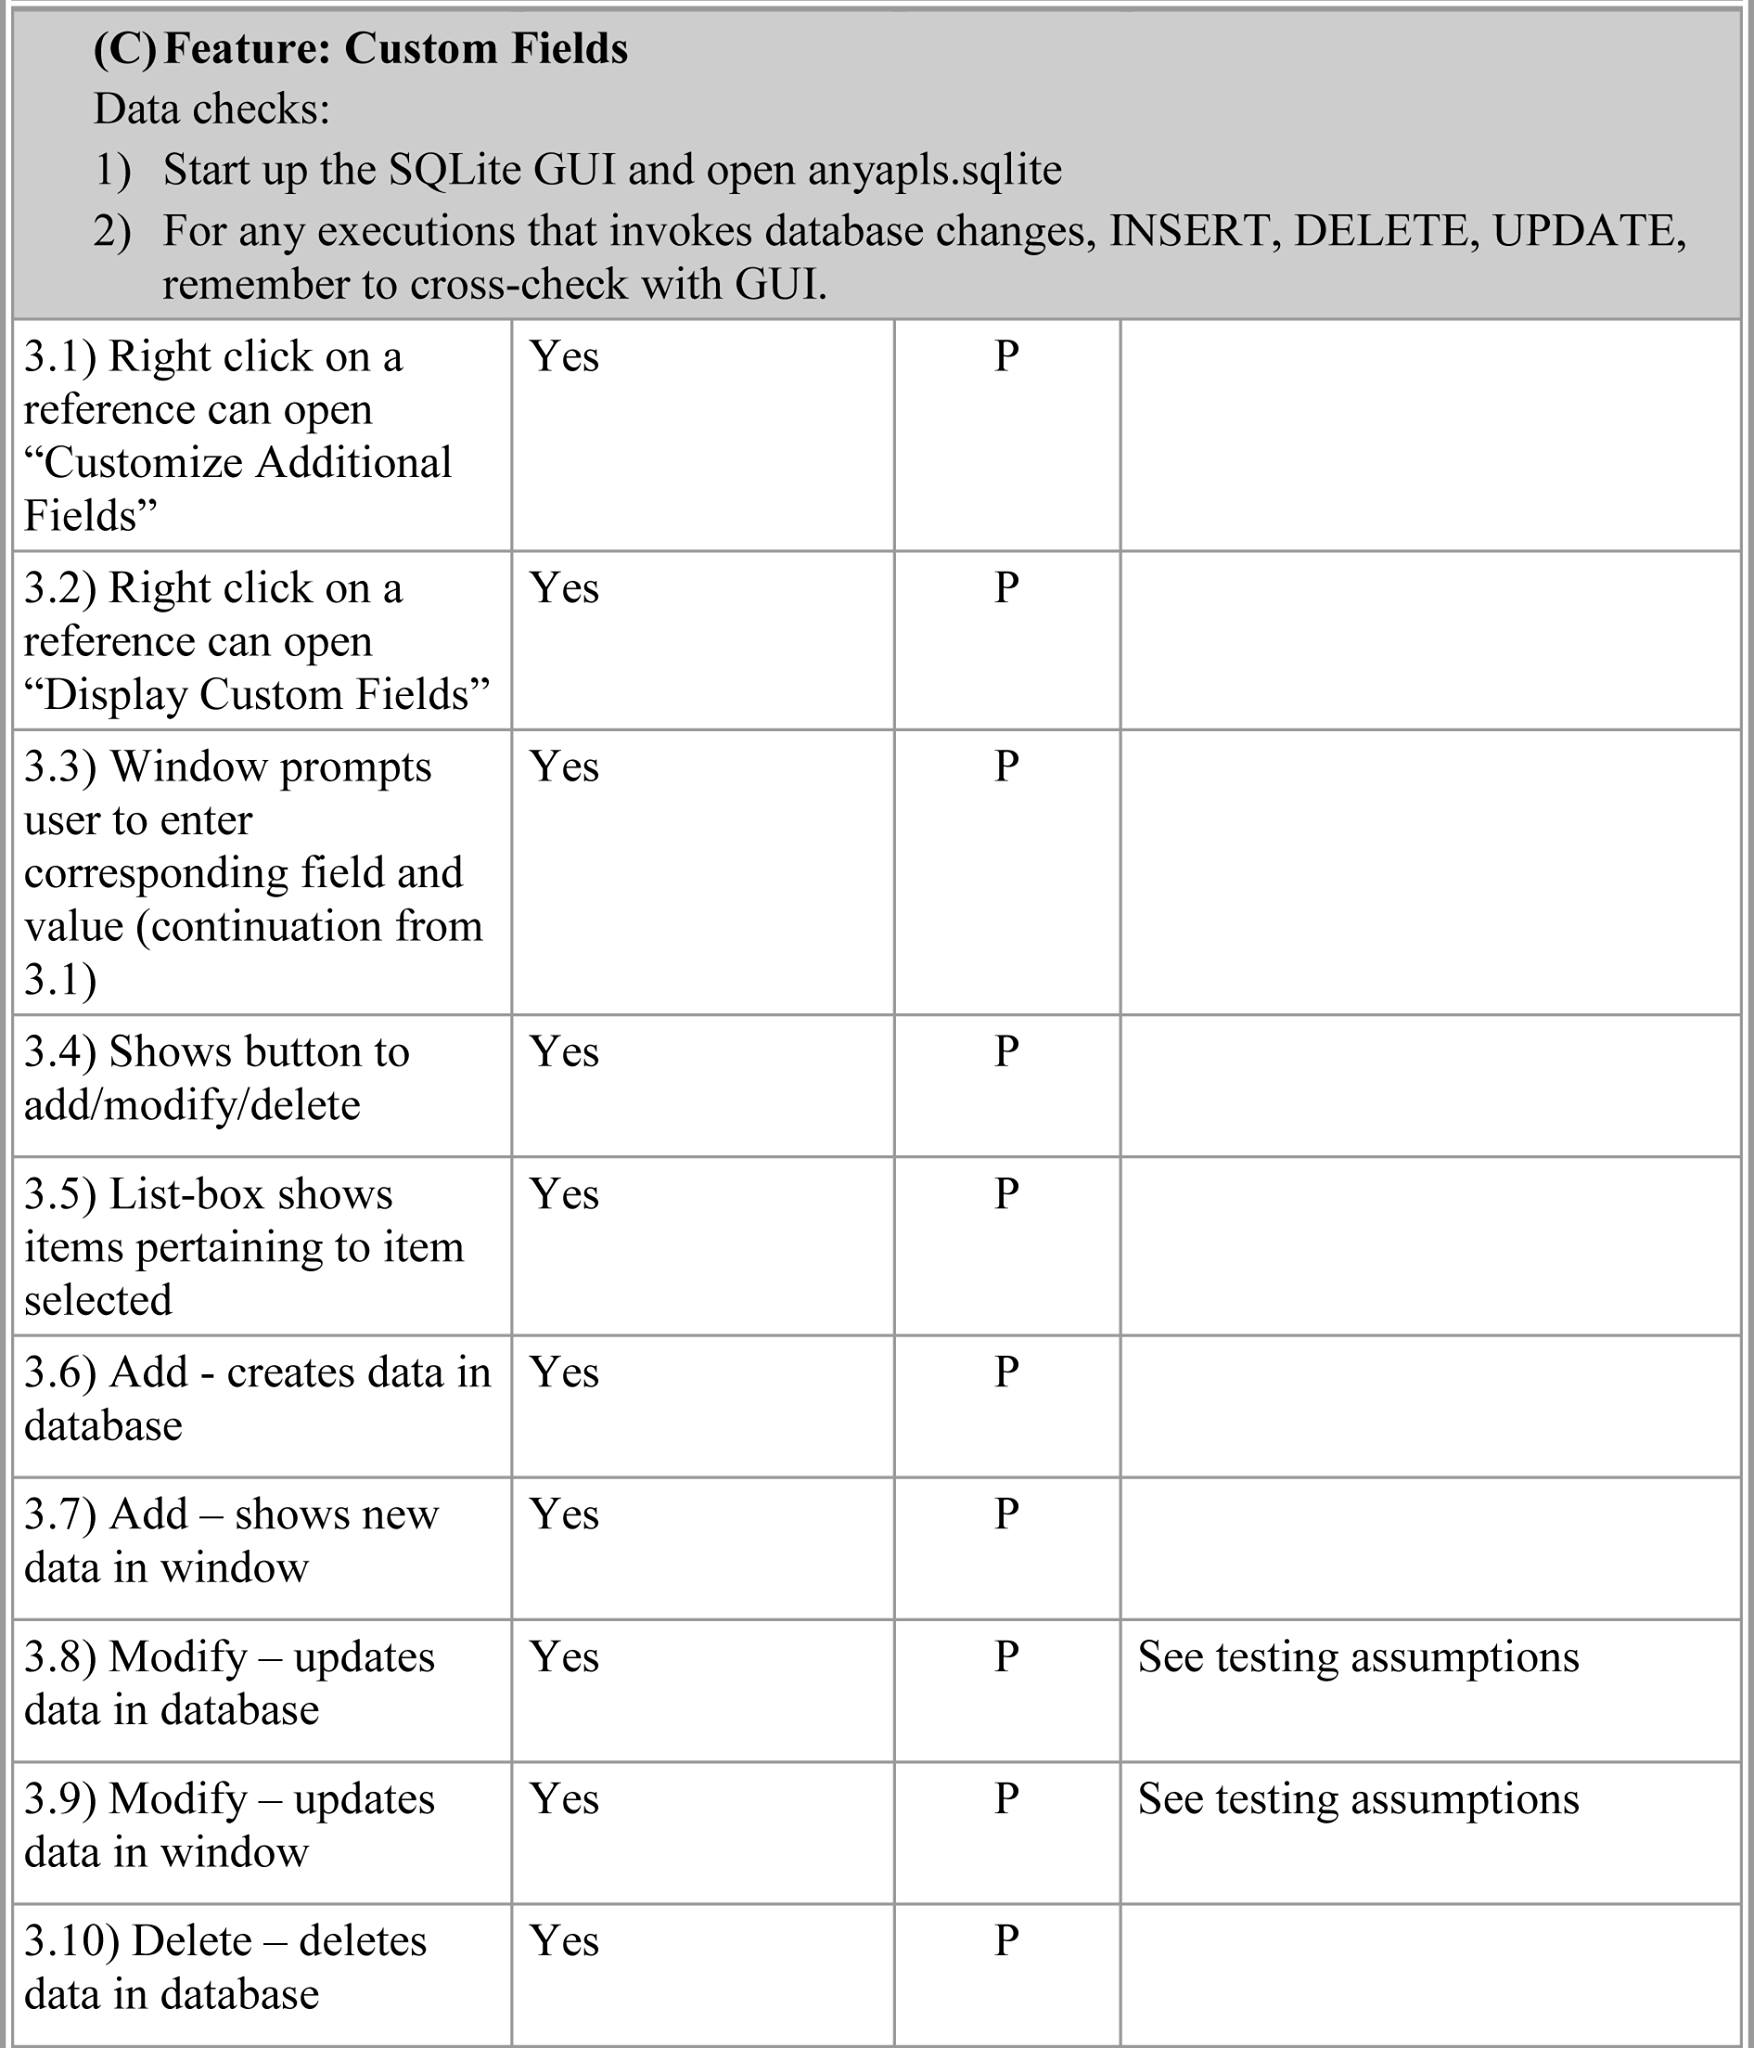 (C) Feature: Custom Fields
Data checks:
1) Start up the SQLite GUI and open anyapls.sqlite
2) For any executions that invokes database changes, INSERT, DELETE, UPDATE,
remember to cross-check with GUI.
3.1) Right click on a Yes P
reference can open
“Customize Additional
Fields”
3.2) Right click on a Yes P
reference can open
“Display Custom Fields”
3.3) Window prompts Yes P
user to enter
corresponding field and
value (continuation from
3.1)
3.4) Shows button to Yes P
add/modify/delete
3.5) List-box shows Yes P
items pertaining to item
selected
3.6) Add - creates data in Yes P
database
3.7) Add – shows new Yes P
data in window
3.8) Modify – updates Yes P See testing assumptions
data in database
3.9) Modify – updates Yes P See testing assumptions
data in window
3.10) Delete – deletes Yes P
data in database